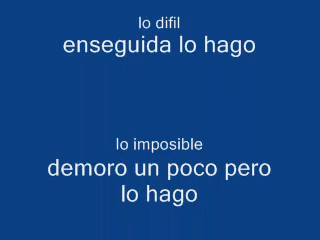 lo difil
enseguida lo hago
lo imposible
demoro un poco pero
lo hago